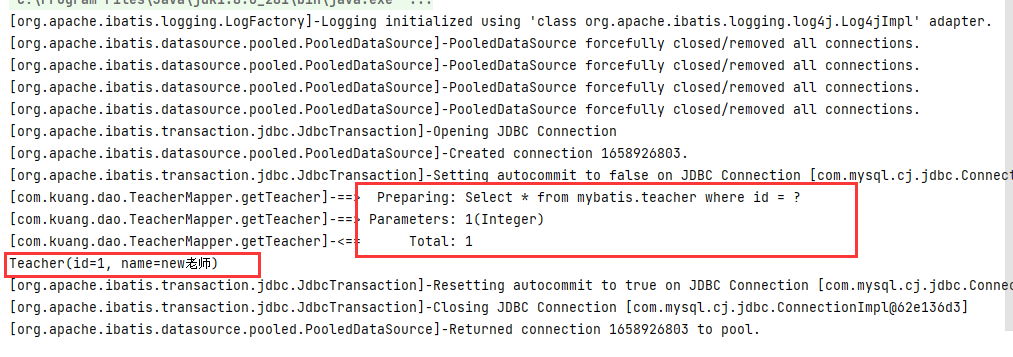 C:\Program Files\Java\jdk1.8.0_281\bin\java.exe" ...
[org.apache.ibatis.logging.LogFactory]-Logging initialized using 'class org.apache.ibatis.logging.log4j.Log4jImpl' adapter.
[org.apache.ibatis.datasource.pooled.PooledDataSource]-PooledDataSource forcefully closed/removed all connections.
[org.apache.ibatis.datasource.pooled.PooledDataSource]-PooledDataSource forcefully closed/removed all connections.
[org.apache.ibatis.datasource.pooled.PooledDataSource]-PooledDataSource forcefully closed/removed all connections.
[org.apache.ibatis.datasource.pooled.PooledDataSource]-PooledDataSource forcefully closed/removed all connections.
[org.apache.ibatis.transaction.jdbc.JdbcTransaction]-Opening JDBC Connection
[org.apache.ibatis.datasource.pooled.PooledDataSource]-Created connection 1658926803.
[org.apache.ibatis.transaction.jdbc.JdbcTransaction]-Setting autocommit to false on JDBC Connection [com.mysql.cj.jdbc.Connect
[com.kuang.dao.TeacherMapper.getTeacher]-==>  Preparing: Select * from mybatis.teacher where id = ?
[com.kuang.dao.TeacherMapper.getTeacher]-==> Parameters: 1(Integer)
[com.kuang.dao.TeacherMapper.getTeacher]-<==      Total: 1
Teacher(id=1, name=new老师)
[org.apache.ibatis.transaction.jdbc.JdbcTransaction]-Resetting autocommit to true on JDBC Connection [com.mysql.cj.jdbc.Connec
[org.apache.ibatis.transaction.jdbc.JdbcTransaction]-Closing JDBC Connection [com.mysql.cj.jdbc.ConnectionImpl@62e136d3]
[org.apache.ibatis.datasource.pooled.PooledDataSource]-Returned connection 1658926803 to pool.